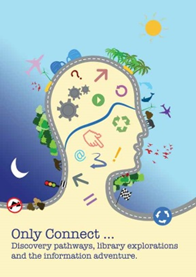 Only Connect ...
Discovery pathways, library explorations
and the information adventure.